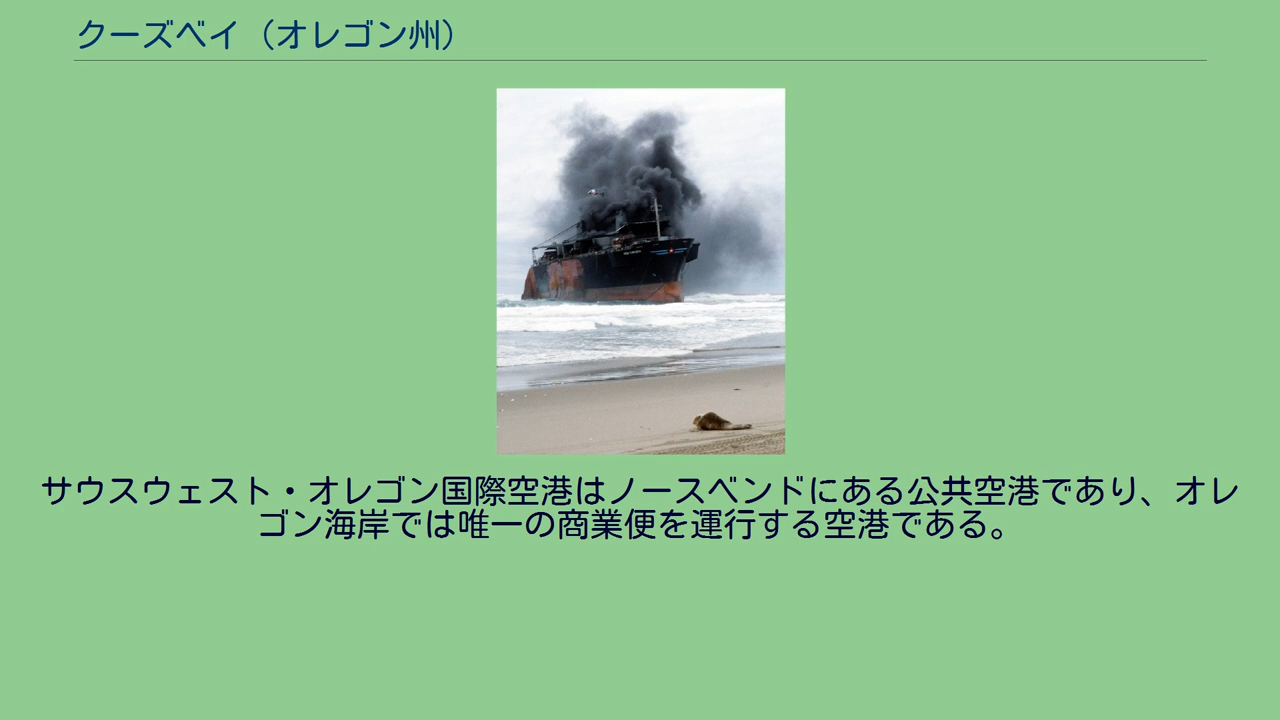 クーズベイ（オレゴン州）
サウスウェスト・オレゴン国際空港はノースベンドにある公共空港であり、オレ
ゴン海岸では唯一の商業便を運行する空港である。